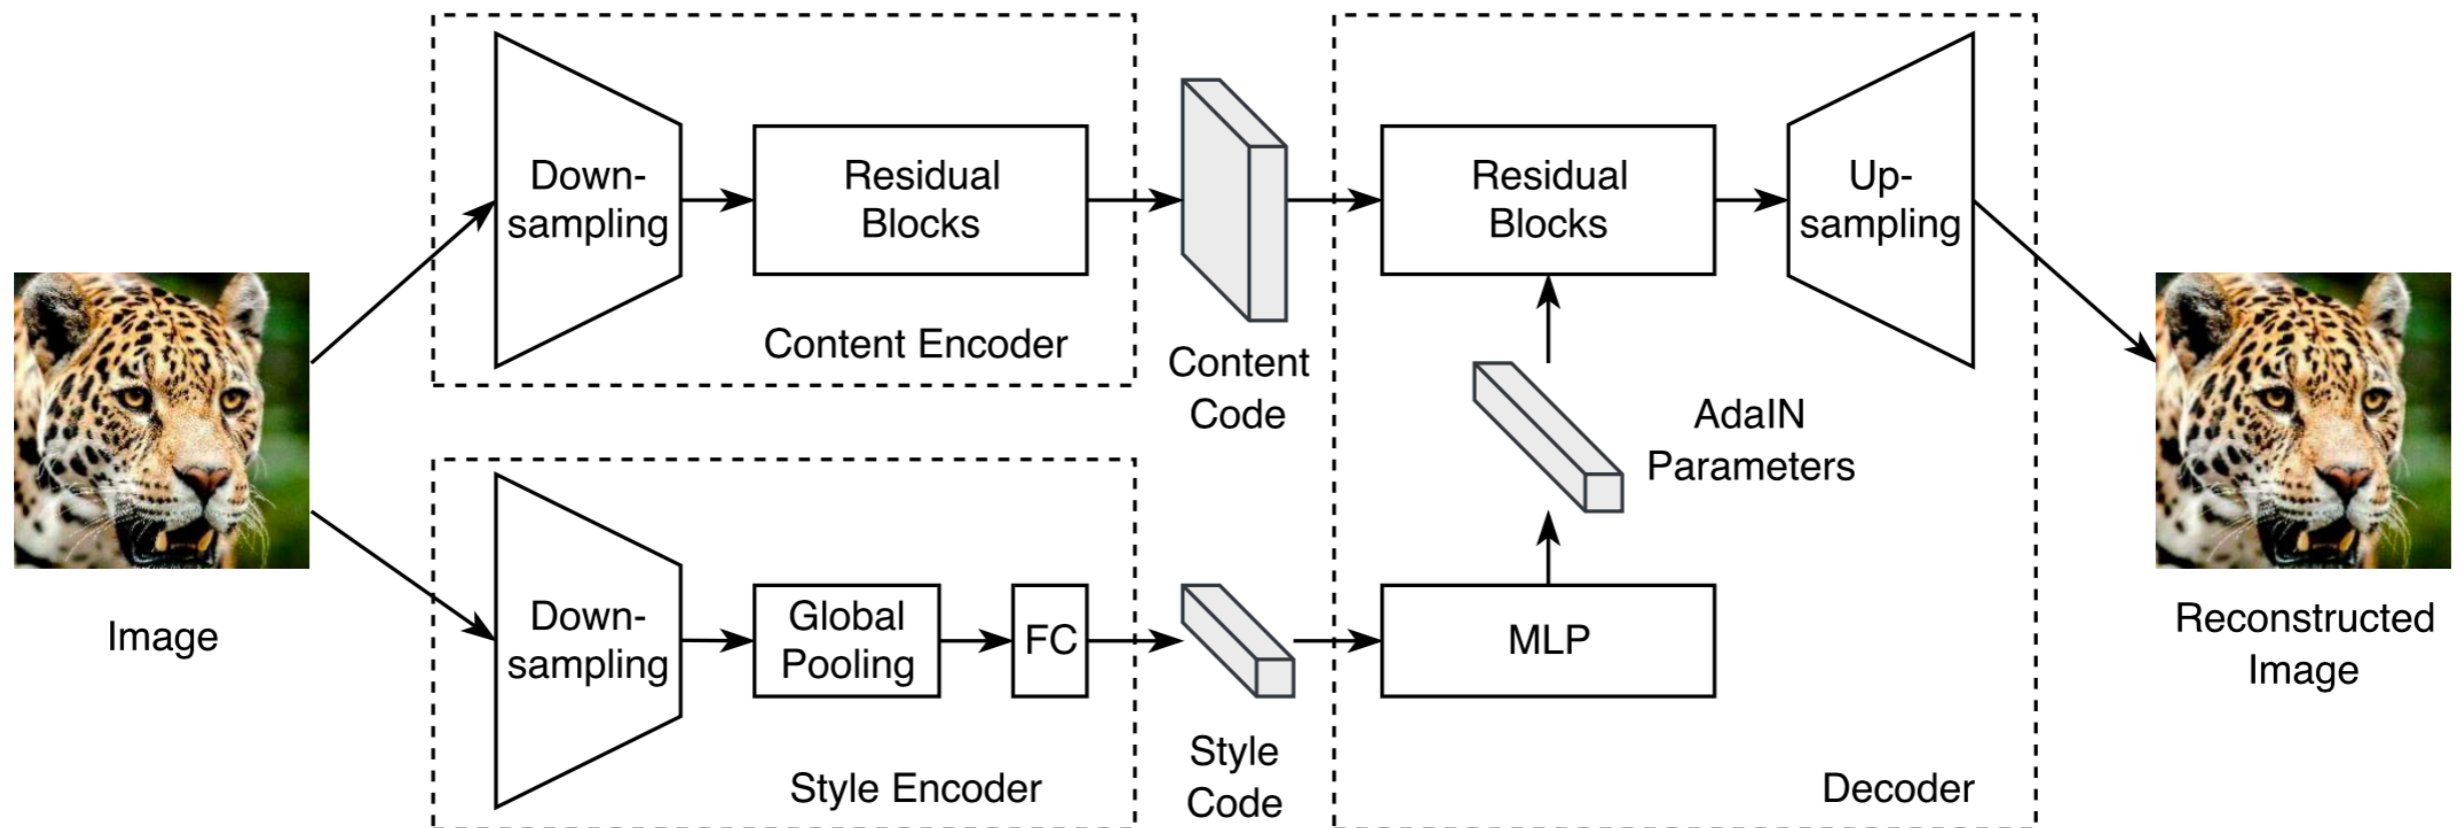 Image
Down-
sampling
Residual
Blocks
Content Encoder
Content
Code
Down-
sampling
Global
Pooling
FC
Style Encoder
Style
Code
Residual
Blocks
Up-
sampling
AdaIN
Parameters
MLP
Decoder
Reconstructed
Image